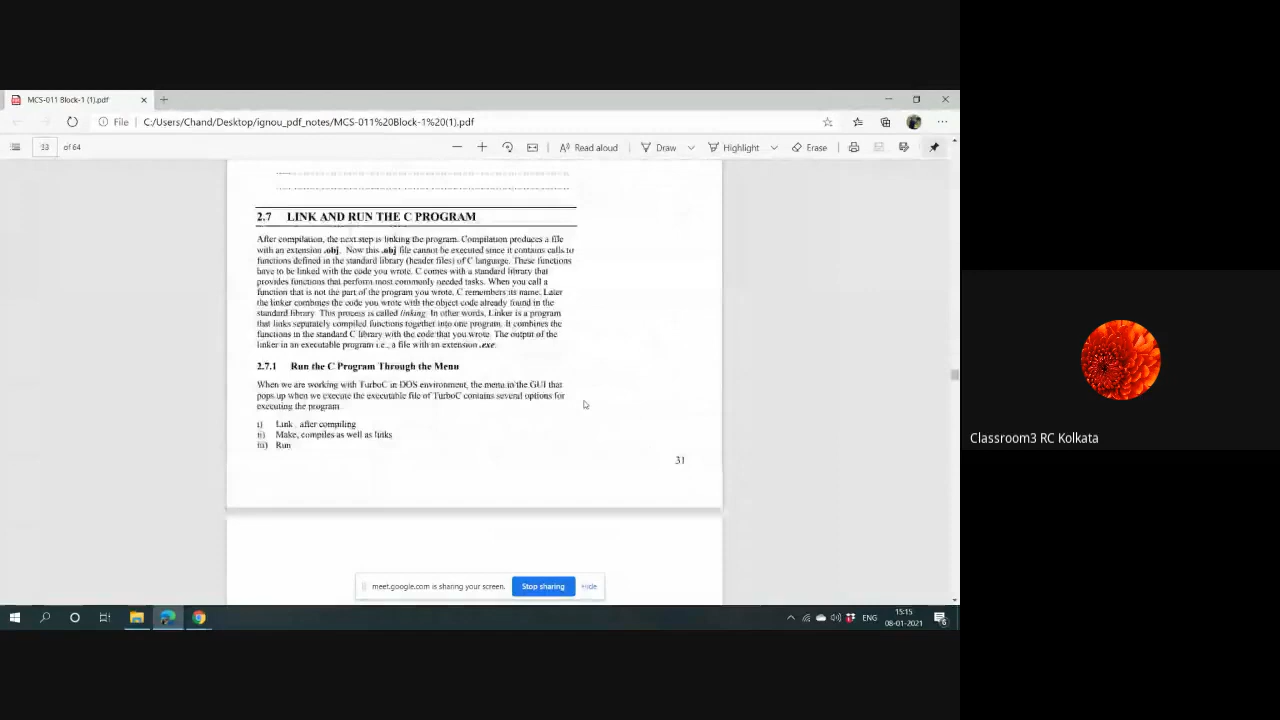 MCS-011 Block-1 (1).pdf
File
C:/Users/Chand/Desktop/ignou_pdf_notes/MCS-011%20Block-1%20(1).pdf
33 of 64
Read aloud
Draw
Highlight
Erase
2.7 LINK AND RUN THE C PROGRAM
After compilation, the next step is linking the program. Compilation produces a file
with an extension .obj. Now this .obj file cannot be executed since it contains calls to
functions defined in the standard library (header files) of C language. These functions
have to be linked with the code you wrote. C comes with a standard library that
provides functions that perform most commonly needed tasks. When you call a
function that is not the part of the program you wrote, C remembers its name. Later
the linker combines the code you wrote with the object code already found in the
standard library. This process is called linking. In other words, Linker is a program
that links separately compiled functions together into one program. It combines the
functions in the standard C library with the code that you wrote. The output of the
linker in an executable program i.e., a file with an extension .exe.
2.7.1 Run the C Program Through the Menu
When we are working with TurboC in DOS environment, the menu in the GUI that
pops up when we execute the executable file of TurboC contains several options for
executing the program
i) Link , after compiling
ii) Make, compiles as well as links
iii) Run
31
meet.google.com is sharing your screen.
Stop sharing
Hide
ENG
15:15
08-01-2021
Classroom3 RC Kolkata